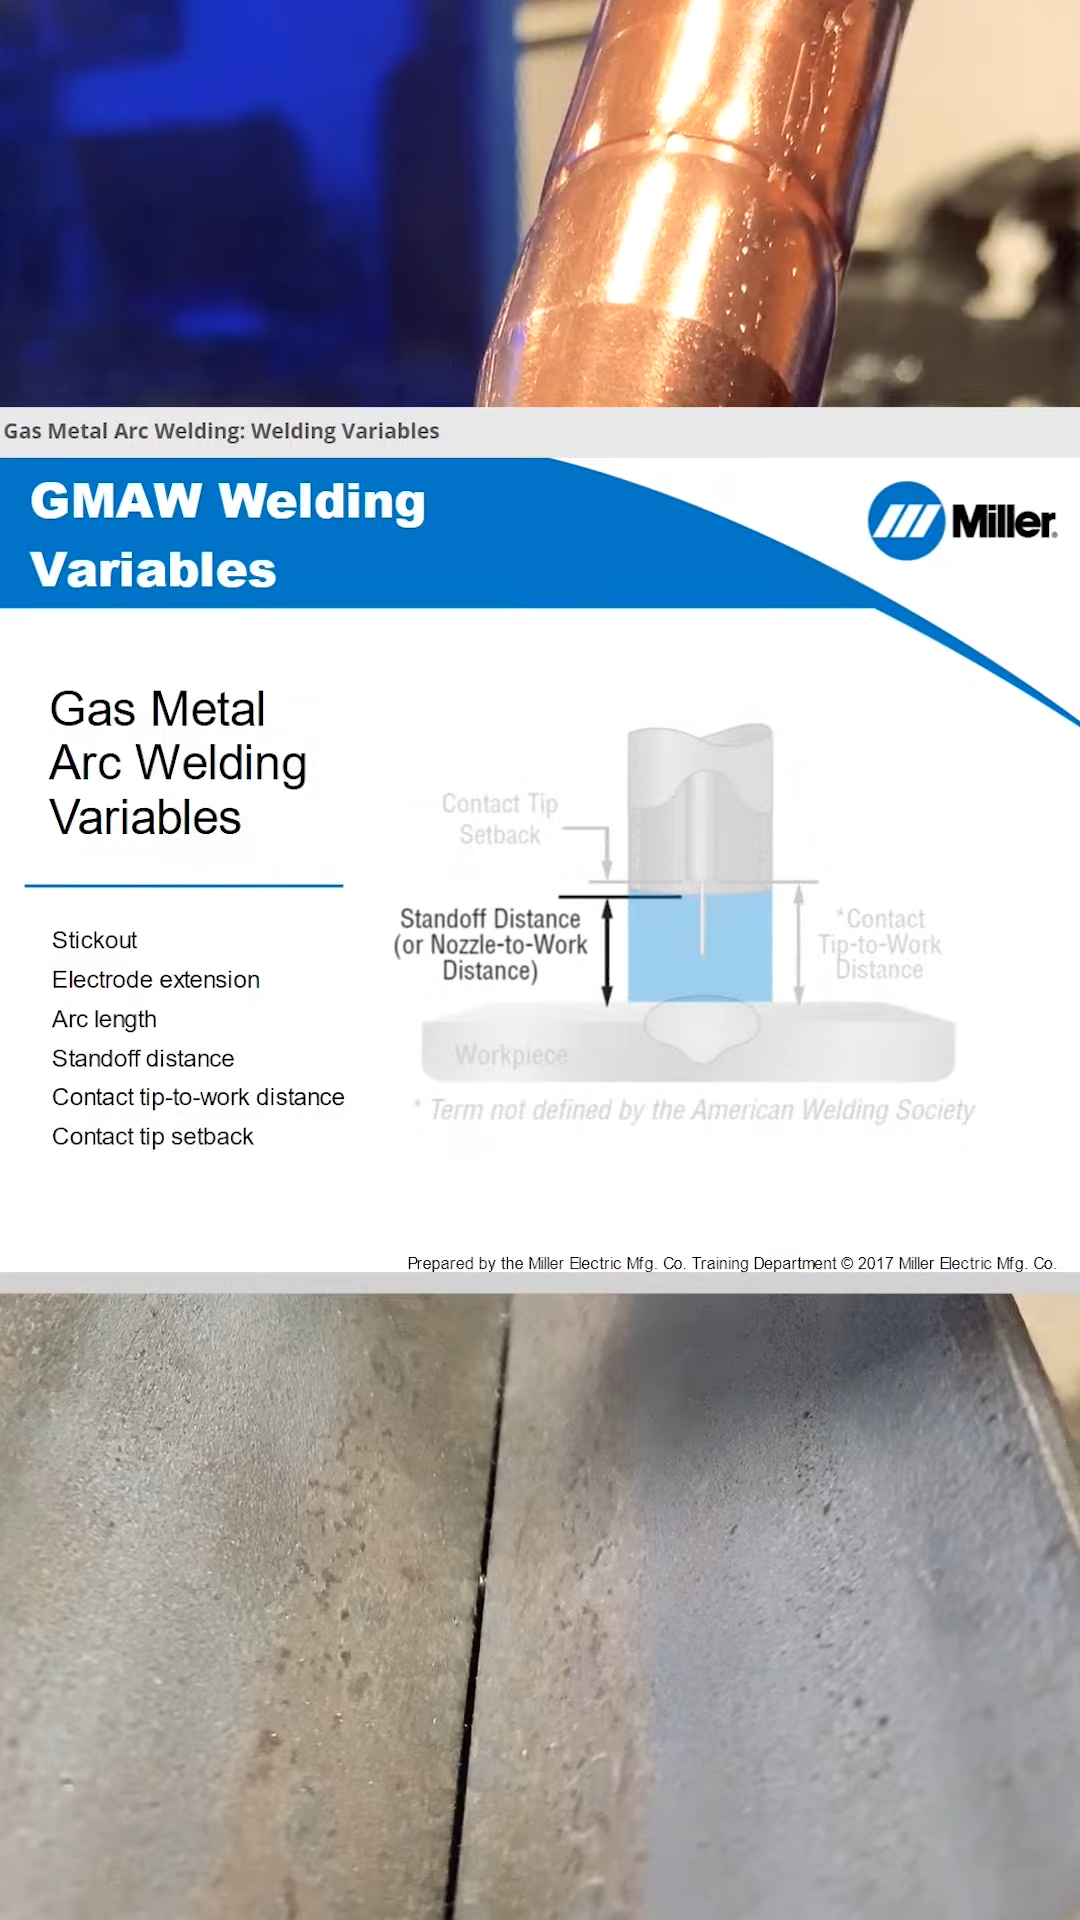 Gas Metal Arc Welding: Welding Variables
GMAW Welding
Variables
Miller
Gas Metal
Arc Welding
Variables
Stickout
Electrode extension
Arc length
Standoff distance
Contact tip-to-work distance
Contact tip setback
Contact Tip
Setback
Standoff Distance
(or Nozzle-to-Work
Distance)
*Contact
Tip-to-Work
Distance
Workpiece
* Term not defined by the American Welding Society
Prepared by the Miller Electric Mfg. Co. Training Department © 2017 Miller Electric Mfg. Co.